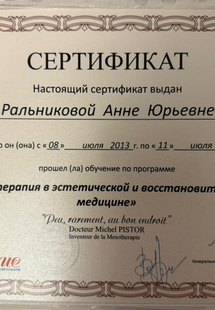 СЕРТИФИКАТ
Настоящий сертификат выдан
Ральниковой Анне Юрьевне
о он (она) с « 08 » июля 2013 г. по « 11 » июля
прошел (ла) обучение по программе
терапия в эстетической и восстановит
медицине»
"Peu, rarement, au bon endroit."
Docteur Michel PISTOR
Inventeur de la Mesotherapie